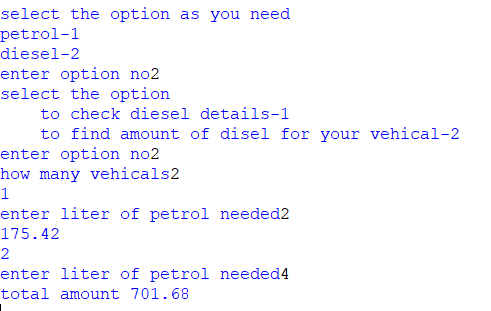 select the option as you need
petrol-1
diesel-2
enter option no2
select the option
    to check diesel details-1
    to find amount of disel for your vehical-2
enter option no2
how many vehicals2
1
enter liter of petrol needed2
175.42
2
enter liter of petrol needed4
total amount 701.68